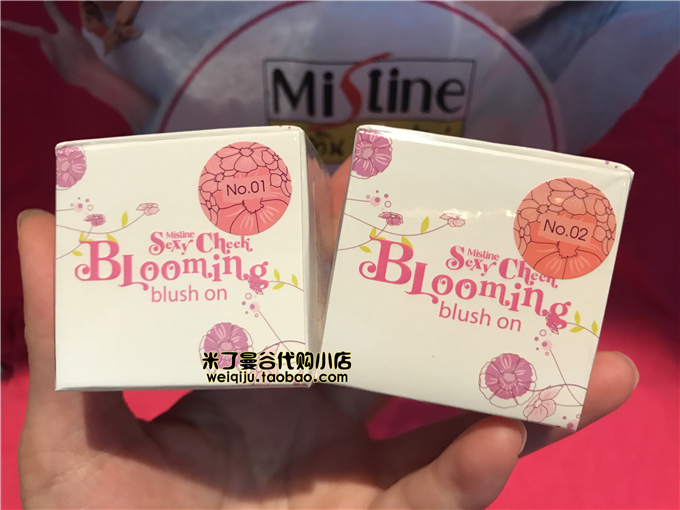 Mistine
No.01
Mistine
Sexy Cheek
Blooming
blush on
No.02
Mistine
Sexy Cheek
Blooming
blush on
米了曼谷代购小店
weiqiju.taobao.com